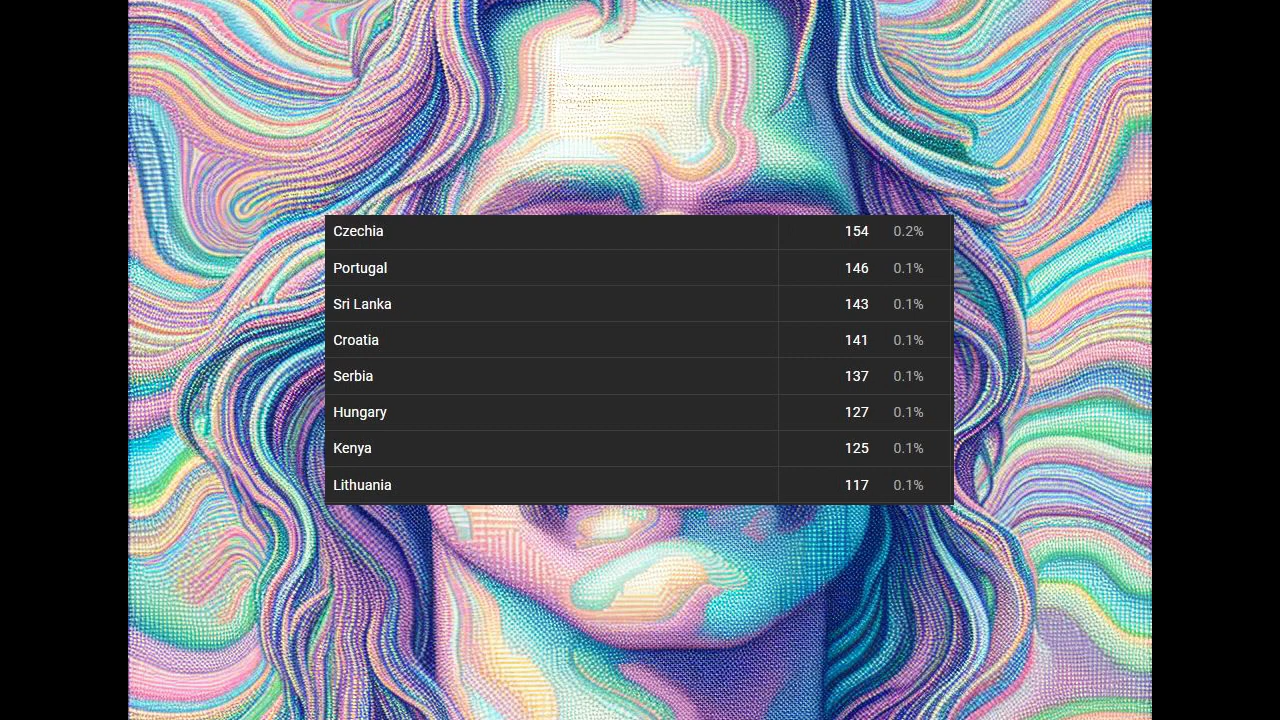 Czechia 154 0.2%
Portugal 146 0.1%
Sri Lanka 143 0.1%
Croatia 141 0.1%
Serbia 137 0.1%
Hungary 127 0.1%
Kenya 125 0.1%
Lithuania 117 0.1%